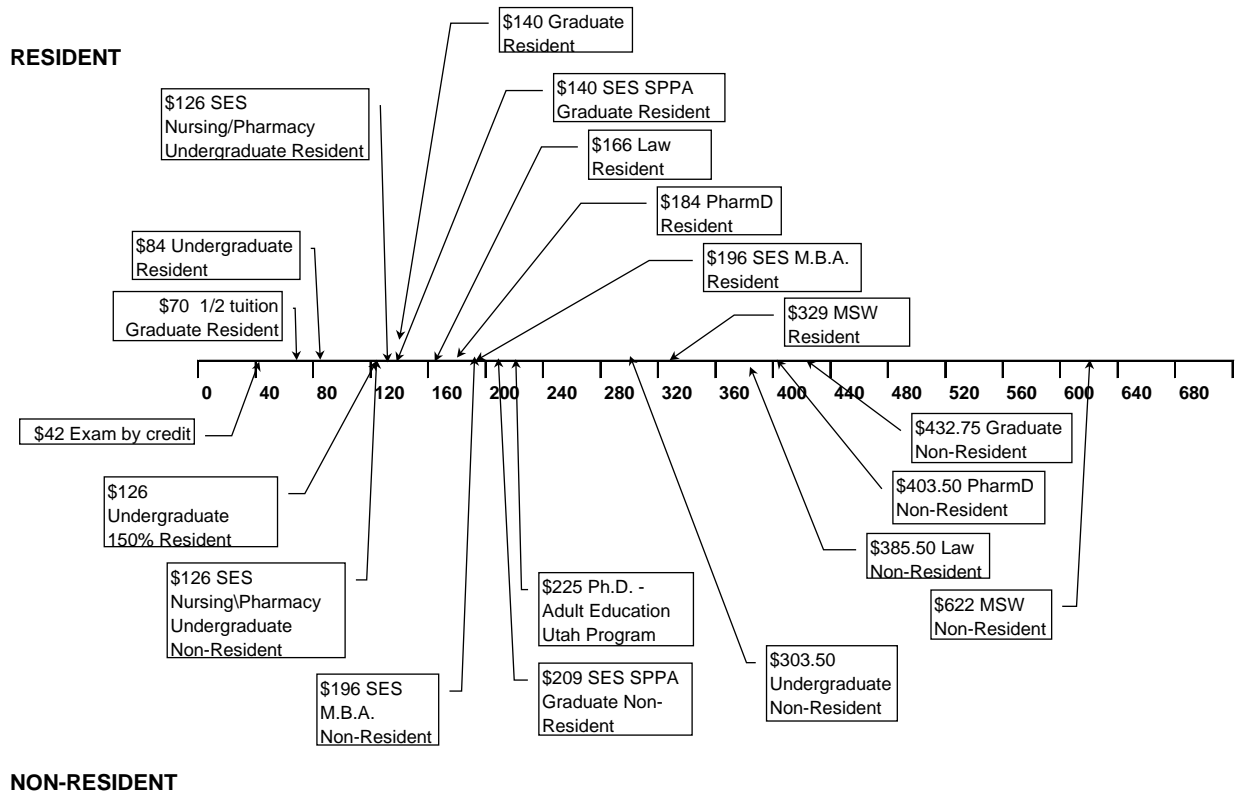 $140 Graduate
Resident
RESIDENT
$126 SES
Nursing/Pharmacy
Undergraduate Resident
$140 SES SPPA
Graduate Resident
$166 Law
Resident
$184 PharmD
Resident
$84 Undergraduate
Resident
$196 SES M.B.A.
Resident
$70 1/2 tuition
Graduate Resident
$329 MSW
Resident
0 40 80 120 160 200 240 280 320 360 400 440 480 520 560 600 640 680
$42 Exam by credit
$432.75 Graduate
Non-Resident
$126
Undergraduate
150% Resident
$403.50 PharmD
Non-Resident
$385.50 Law
Non-Resident
$126 SES
Nursing\Pharmacy
Undergraduate
Non-Resident
$225 Ph.D. -
Adult Education
Utah Program
$622 MSW
Non-Resident
$196 SES
M.B.A.
Non-Resident
$209 SES SPPA
Graduate Non-
Resident
$303.50
Undergraduate
Non-Resident
NON-RESIDENT